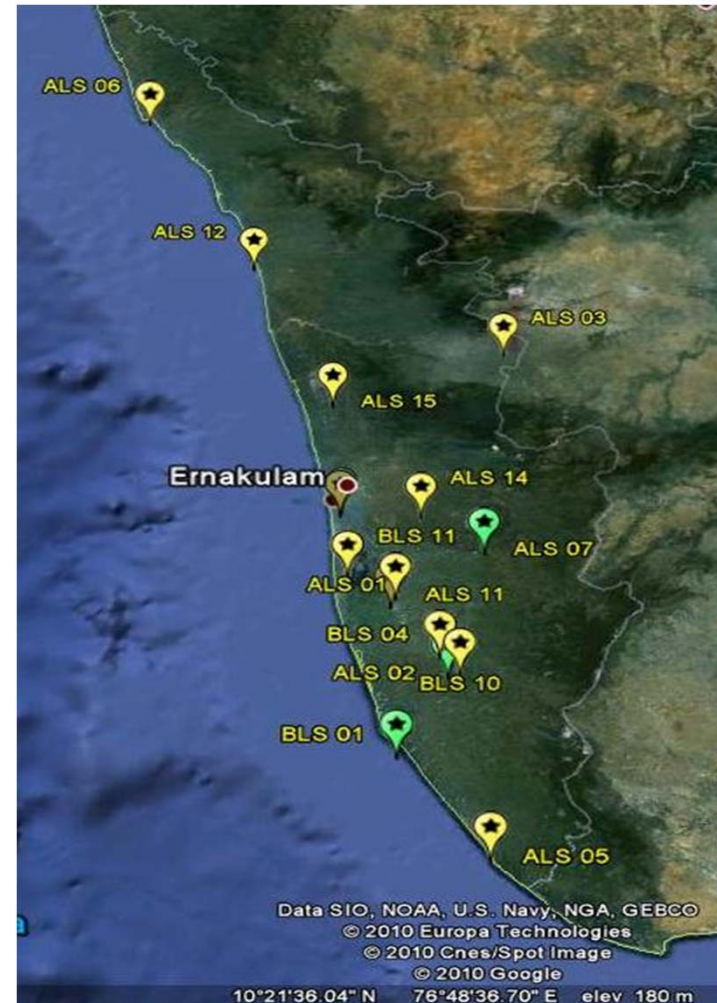 ALS 06
ALS 12
ALS 03
ALS 15
Ernakulam
ALS 14
BLS 11
ALS 07
ALS 01
ALS 11
BLS 04
ALS 02
BLS 10
BLS 01
ALS 05
Data SIO, NOAA, U.S. Navy, NGA, GEBCO
© 2010 Europa Technologies
© 2010 Cnes/Spot Image
© 2010 Google
10°21'36.04" N 76°48'36.70" E elev 180 m